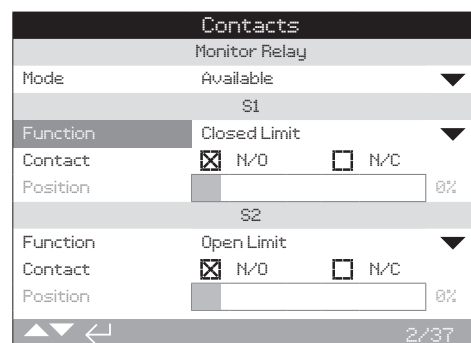 Contacts
Monitor Relay
Mode Available
S1
Function Closed Limit
Contact N/O N/C
Position 0%
S2
Function Open Limit
Contact N/O N/C
Position 0%
2/37